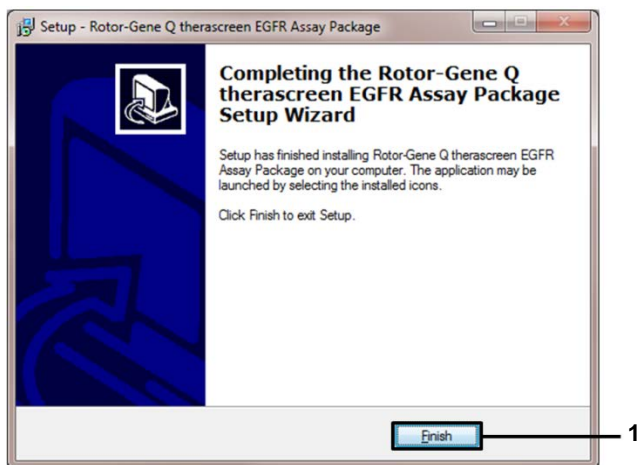 Setup - Rotor-Gene Q therascreen EGFR Assay Package
Completing the Rotor-Gene Q
therascreen EGFR Assay Package
Setup Wizard
Setup has finished installing Rotor-Gene Q therascreen EGFR
Assay Package on your computer. The application may be
launched by selecting the installed icons.
Click Finish to exit Setup.
Finish
1